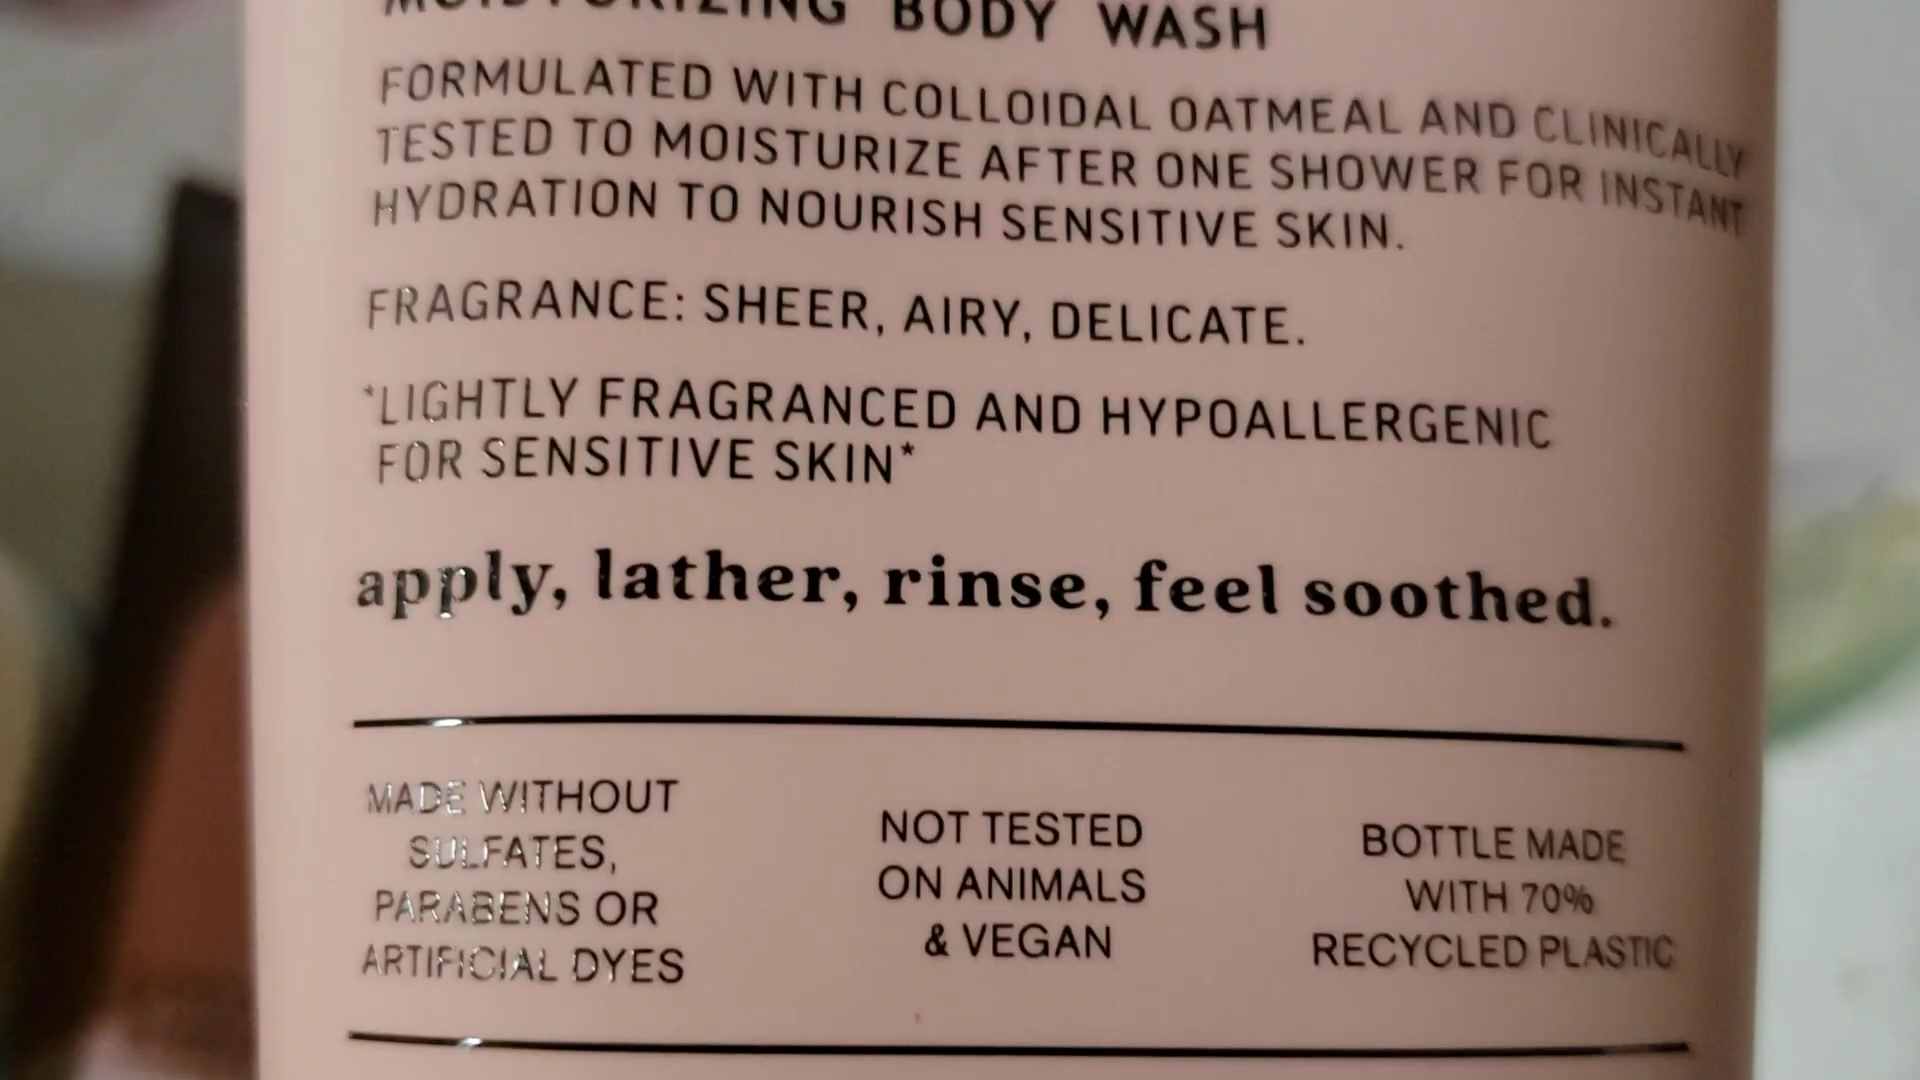 MOISTURIZING BODY WASH
FORMULATED WITH COLLOIDAL OATMEAL AND CLINICALLY
TESTED TO MOISTURIZE AFTER ONE SHOWER FOR INSTANT
HYDRATION TO NOURISH SENSITIVE SKIN.
FRAGRANCE: SHEER, AIRY, DELICATE.
*LIGHTLY FRAGRANCED AND HYPOALLERGENIC
FOR SENSITIVE SKIN*
apply, lather, rinse, feel soothed.
MADE WITHOUT
SULFATES,
PARABENS OR
ARTIFICIAL DYES
NOT TESTED
ON ANIMALS
& VEGAN
BOTTLE MADE
WITH 70%
RECYCLED PLASTIC